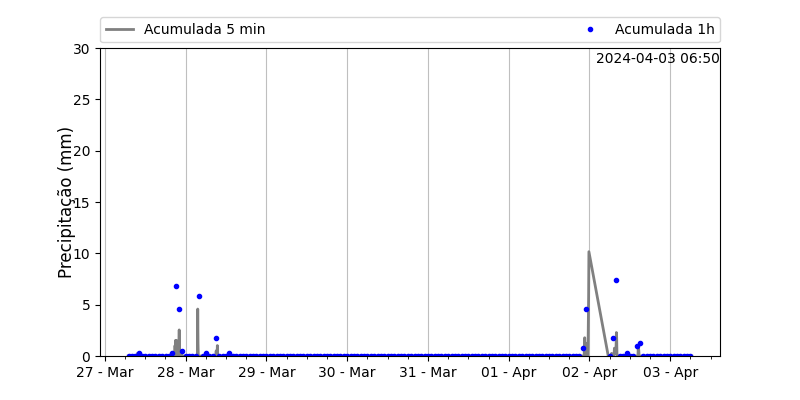 Acumulada 5 min
Acumulada 1h
2024-04-03 06:50
Precipitação (mm)
30
25
20
15
10
5
0
27 - Mar
28 - Mar
29 - Mar
30 - Mar
31 - Mar
01 - Apr
02 - Apr
03 - Apr